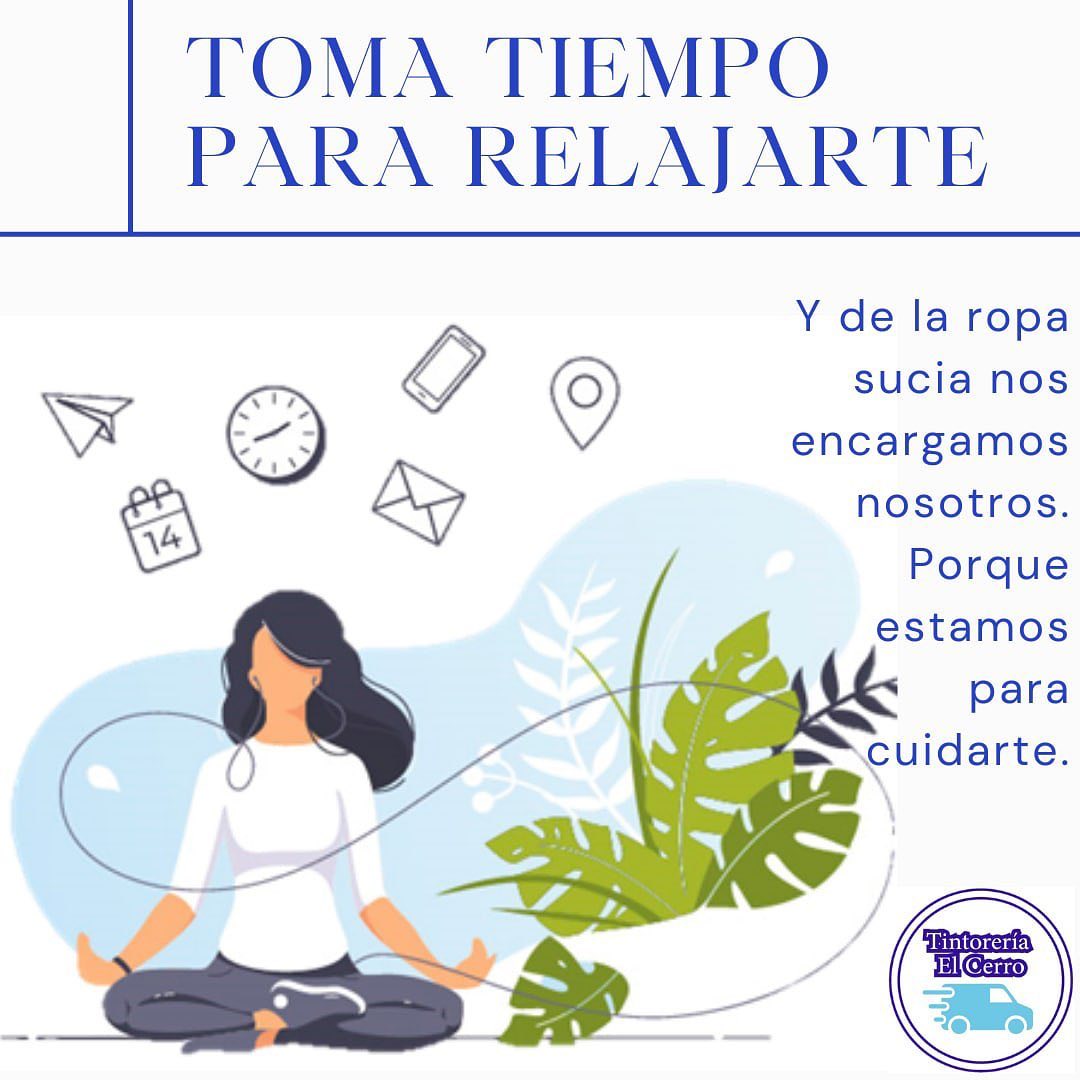 TOMA TIEMPO
PARA RELAJARTE
Y de la ropa
sucia nos
encargamos
nosotros.
Porque
estamos
para
cuidarte.
14
Tintorería
El Cerro